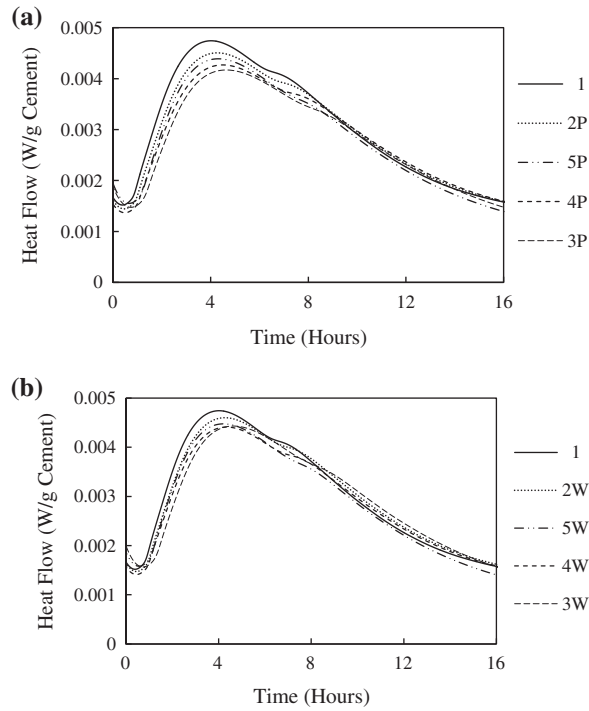 (a)
Heat Flow (W/g Cement)
0.005
0.004
0.003
0.002
0.001
0
0 4 8 12 16
Time (Hours)
1
2P
5P
4P
3P
(b)
Heat Flow (W/g Cement)
0.005
0.004
0.003
0.002
0.001
0
0 4 8 12 16
Time (Hours)
1
2W
5W
4W
3W